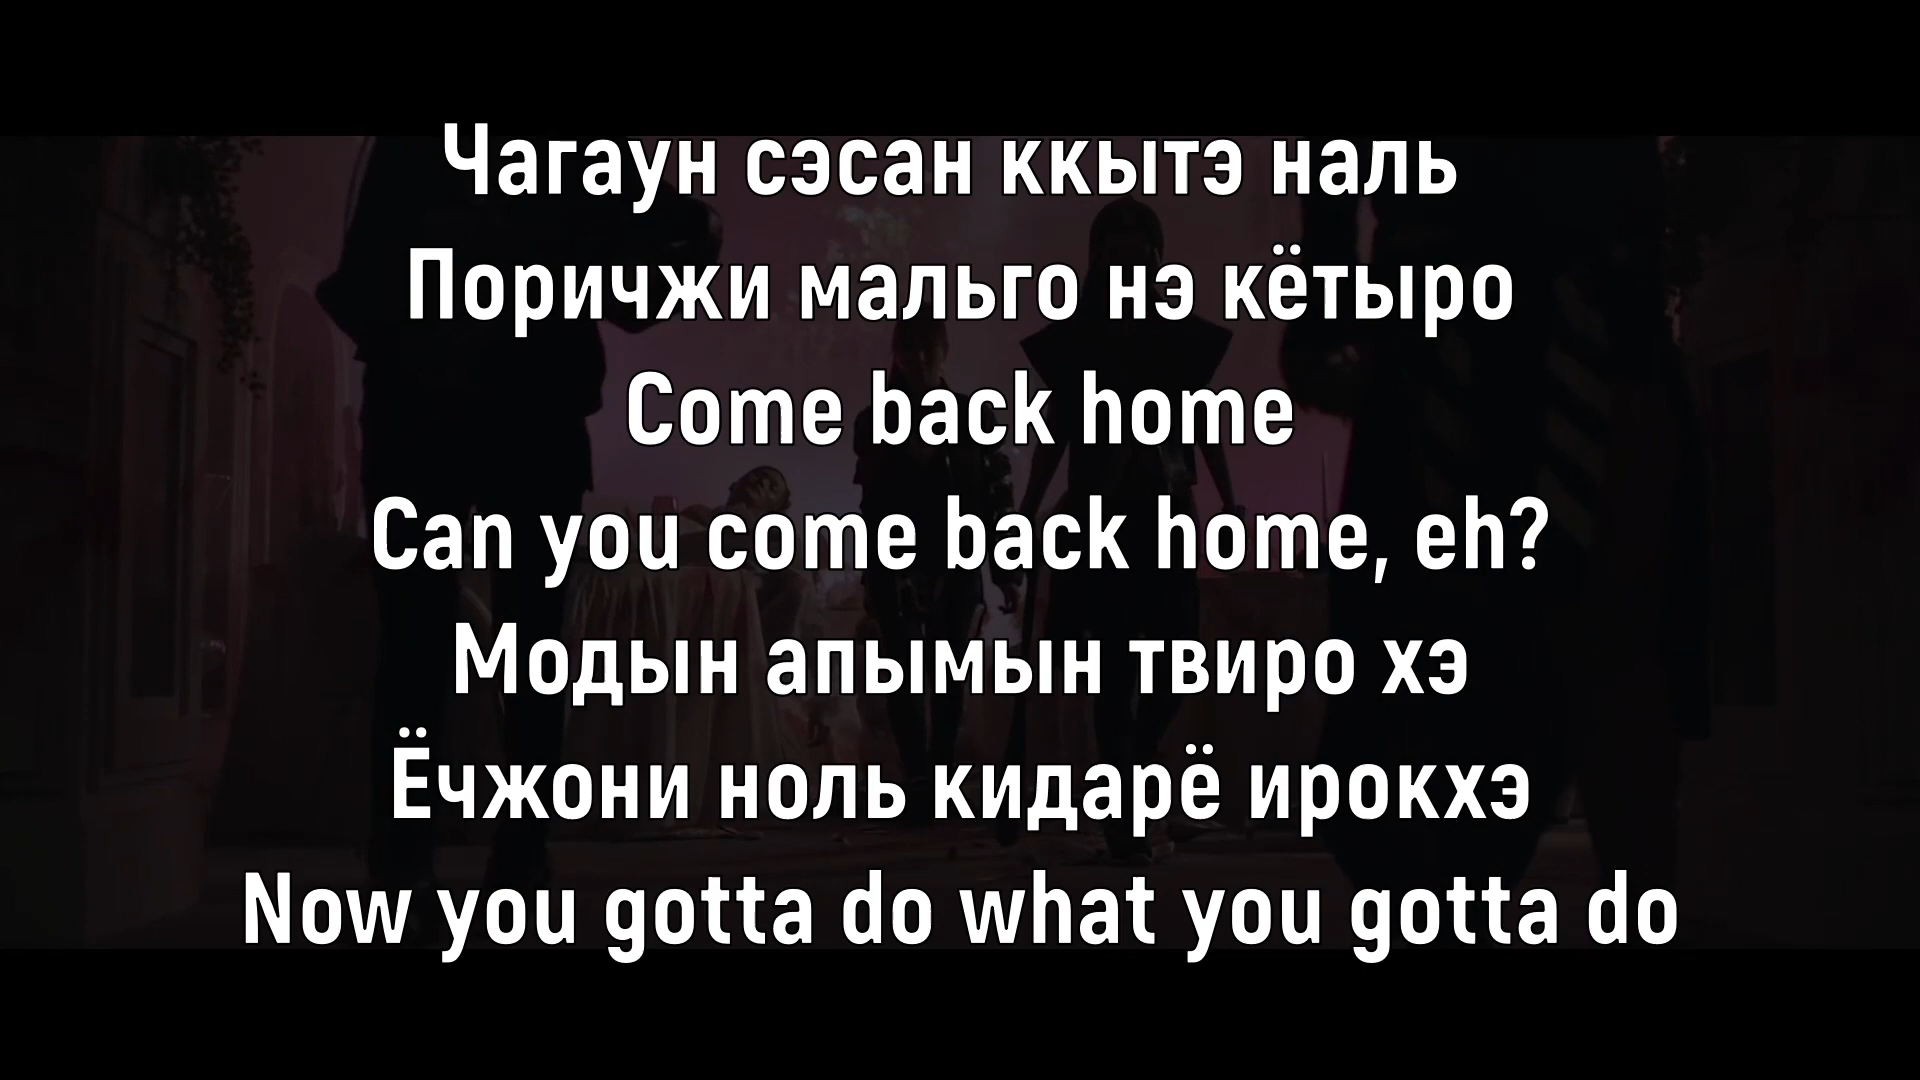 Чагаун сэсан ккытэ наль
Поричжи мальго нэ кётыро
Come back home
Can you come back home, eh?
Модын апымын твиро хэ
Ёчжони ноль кидарё ирокхэ
Now you gotta do what you gotta do